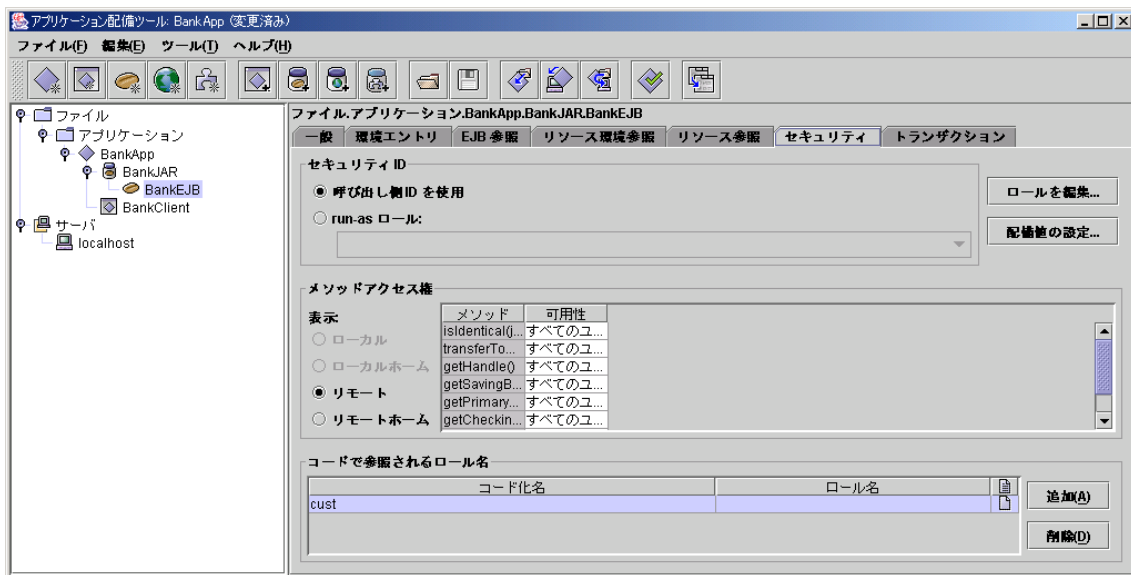 アプリケーション配備ツール: BankApp (変更済み)
ファイル(F) 編集(E) ツール(T) ヘルプ(H)
ファイル
アプリケーション
BankApp
BankJAR
BankEJB
BankClient
サーバ
localhost
ファイル.アプリケーション.BankApp.BankJAR.BankEJB
一般 環境エントリ EJB 参照 リソース環境参照 リソース参照 セキュリティ トランザクション
セキュリティ ID
呼び出し側ID を使用
run-as ロール:
ロールを編集...
配備値の設定...
メソッドアクセス権
表示:
ローカル
ローカルホーム
リモート
リモートホーム
メソッド 可用性
isIdentical(j... すべてのユ...
transferTo... すべてのユ...
getHandle() すべてのユ...
getSavingB... すべてのユ...
getPrimary... すべてのユ...
getCheckin... すべてのユ...
コードで参照されるロール名
コード化名 ロール名
cust
追加(A)
削除(D)